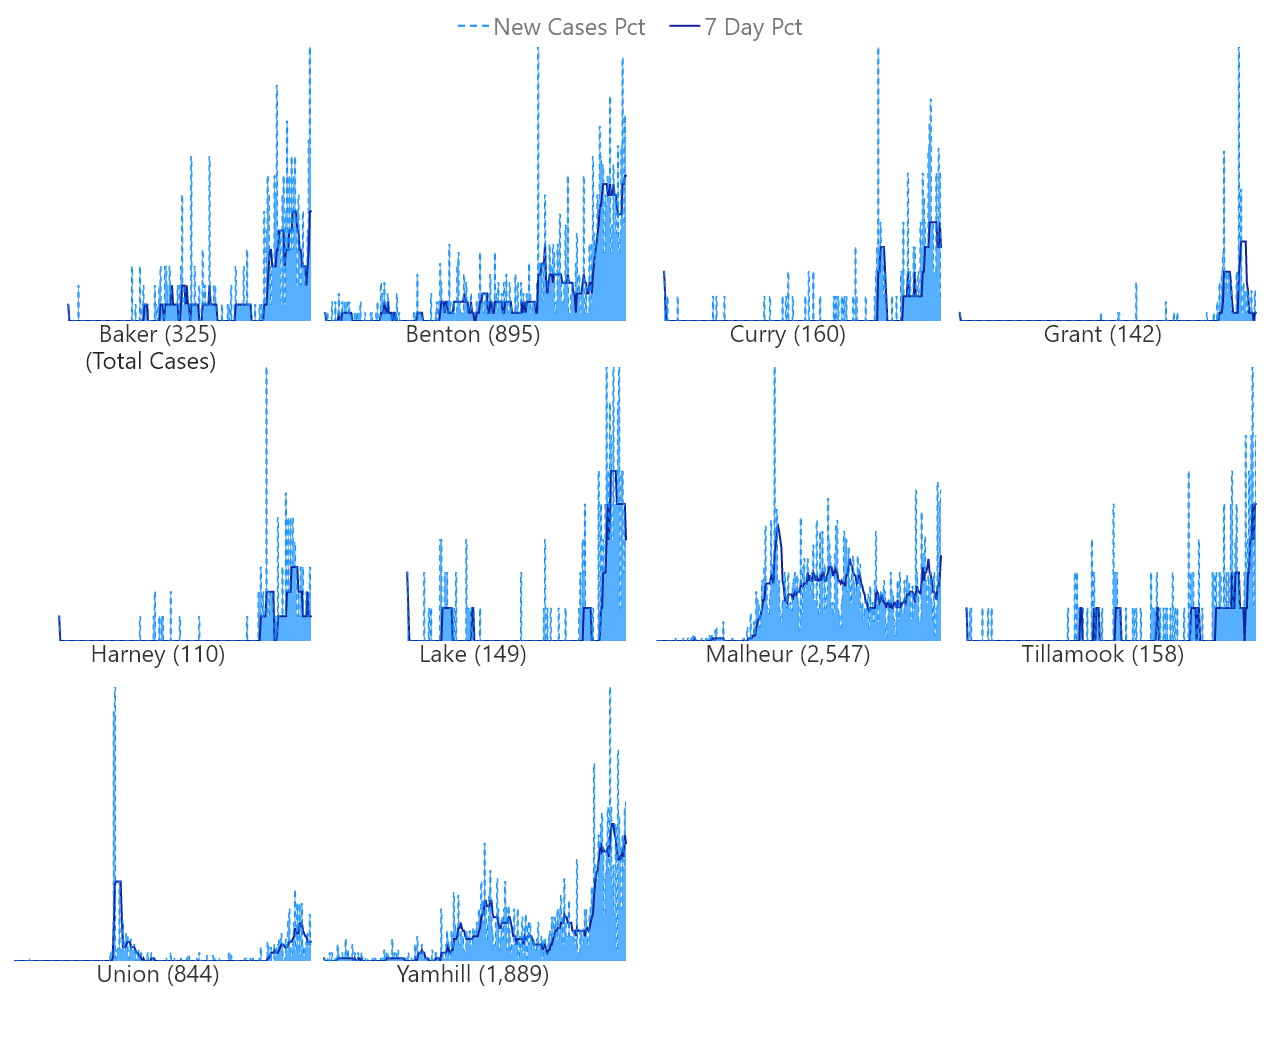 New Cases Pct 7 Day Pct
Baker (325) Benton (895) Curry (160) Grant (142)
(Total Cases)
Harney (110) Lake (149) Malheur (2,547) Tillamook (158)
Union (844) Yamhill (1,889)